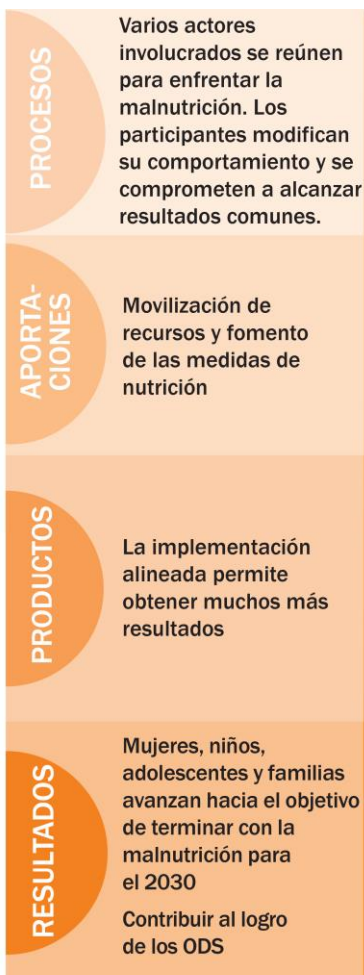 PROCESOS
Varios actores
involucrados se reúnen
para enfrentar la
malnutrición. Los
participantes modifican
su comportamiento y se
comprometen a alcanzar
resultados comunes.
APORTA-
CIONES
Movilización de
recursos y fomento
de las medidas de
nutrición
PRODUCTOS
La implementación
alineada permite
obtener muchos más
resultados
RESULTADOS
Mujeres, niños,
adolescentes y familias
avanzan hacia el objetivo
de terminar con la
malnutrición para
el 2030
Contribuir al logro
de los ODS